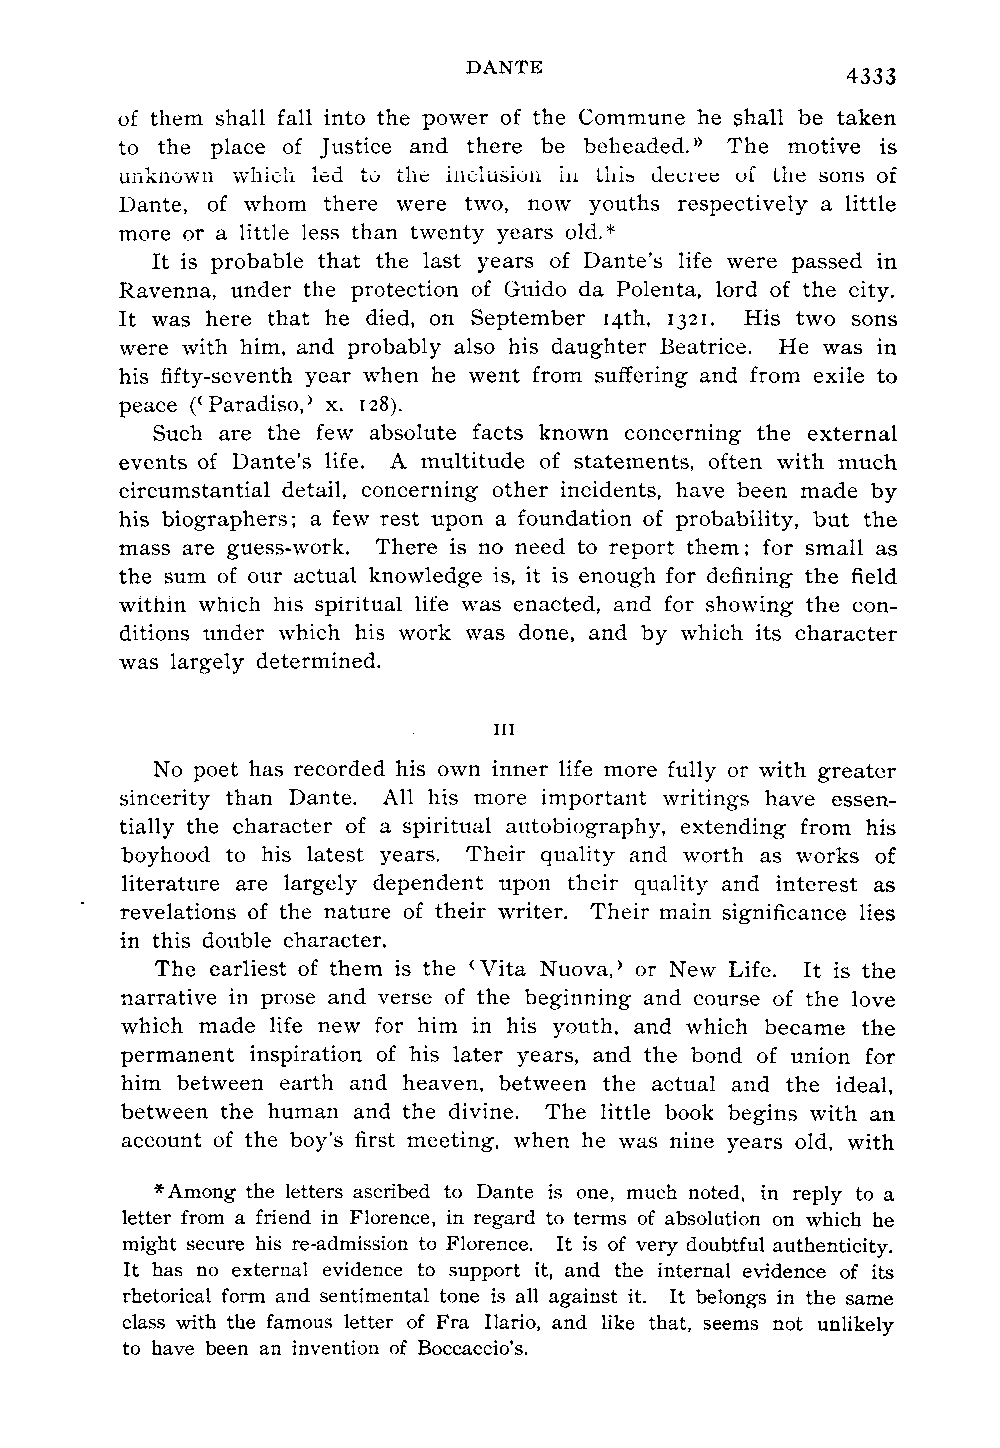 DANTE
4333
of them shall fall into the power of the Commune he shall be taken
to the place of Justice and there be beheaded.» The motive is
unknown which led to the inclusion in this decree of the sons of
Dante, of whom there were two, now youths respectively a little
more or a little less than twenty years old.*
It is probable that the last years of Dante's life were passed in
Ravenna, under the protection of Guido da Polenta, lord of the city.
It was here that he died, on September 14th, 1321. His two sons
were with him, and probably also his daughter Beatrice. He was in
his fifty-seventh year when he went from suffering and from exile to
peace (‹Paradiso,› x. 128).
Such are the few absolute facts known concerning the external
events of Dante's life. A multitude of statements, often with much
circumstantial detail, concerning other incidents, have been made by
his biographers; a few rest upon a foundation of probability, but the
mass are guess-work. There is no need to report them; for small as
the sum of our actual knowledge is, it is enough for defining the field
within which his spiritual life was enacted, and for showing the con-
ditions under which his work was done, and by which its character
was largely determined.
III
No poet has recorded his own inner life more fully or with greater
sincerity than Dante. All his more important writings have essen-
tially the character of a spiritual autobiography, extending from his
boyhood to his latest years. Their quality and worth as works of
literature are largely dependent upon their quality and interest as
revelations of the nature of their writer. Their main significance lies
in this double character.
The earliest of them is the ‹Vita Nuova,› or New Life. It is the
narrative in prose and verse of the beginning and course of the love
which made life new for him in his youth, and which became the
permanent inspiration of his later years, and the bond of union for
him between earth and heaven, between the actual and the ideal,
between the human and the divine. The little book begins with an
account of the boy's first meeting, when he was nine years old, with
*Among the letters ascribed to Dante is one, much noted, in reply to a
letter from a friend in Florence, in regard to terms of absolution on which he
might secure his re-admission to Florence. It is of very doubtful authenticity.
It has no external evidence to support it, and the internal evidence of its
rhetorical form and sentimental tone is all against it. It belongs in the same
class with the famous letter of Fra Ilario, and like that, seems not unlikely
to have been an invention of Boccaccio's.